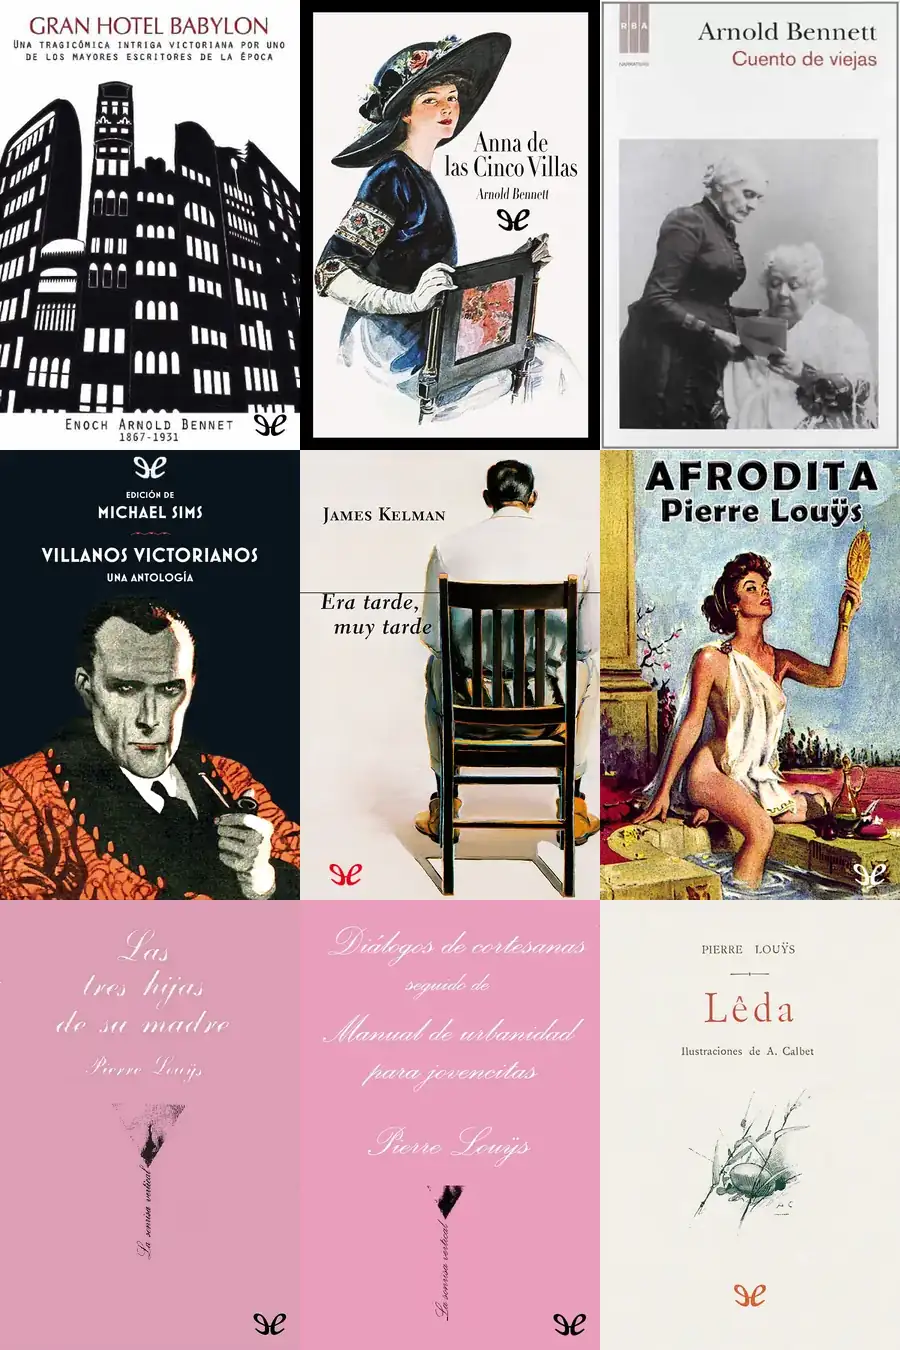 GRAN HOTEL BABYLON
UNA TRAGICÓMICA INTRIGA VICTORIANA POR UNO
DE LOS MAYORES ESCRITORES DE LA ÉPOCA
ENOCH ARNOLD BENNET
1867-1931
Anna de
las Cinco Villas
Arnold Bennett
RBA
NARRATIVAS
Arnold Bennett
Cuento de viejas
EDICIÓN DE
MICHAEL SIMS
VILLANOS VICTORIANOS
UNA ANTOLOGÍA
JAMES KELMAN
Era tarde,
muy tarde
AFRODITA
Pierre Louÿs
Las
tres hijas
de su madre
Pierre Louÿs
La sonrisa vertical
Diálogos de cortesanas
seguido de
Manual de urbanidad
para jovencitas
Pierre Louÿs
La sonrisa vertical
PIERRE LOUŸS
Lêda
Ilustraciones de A. Calbet